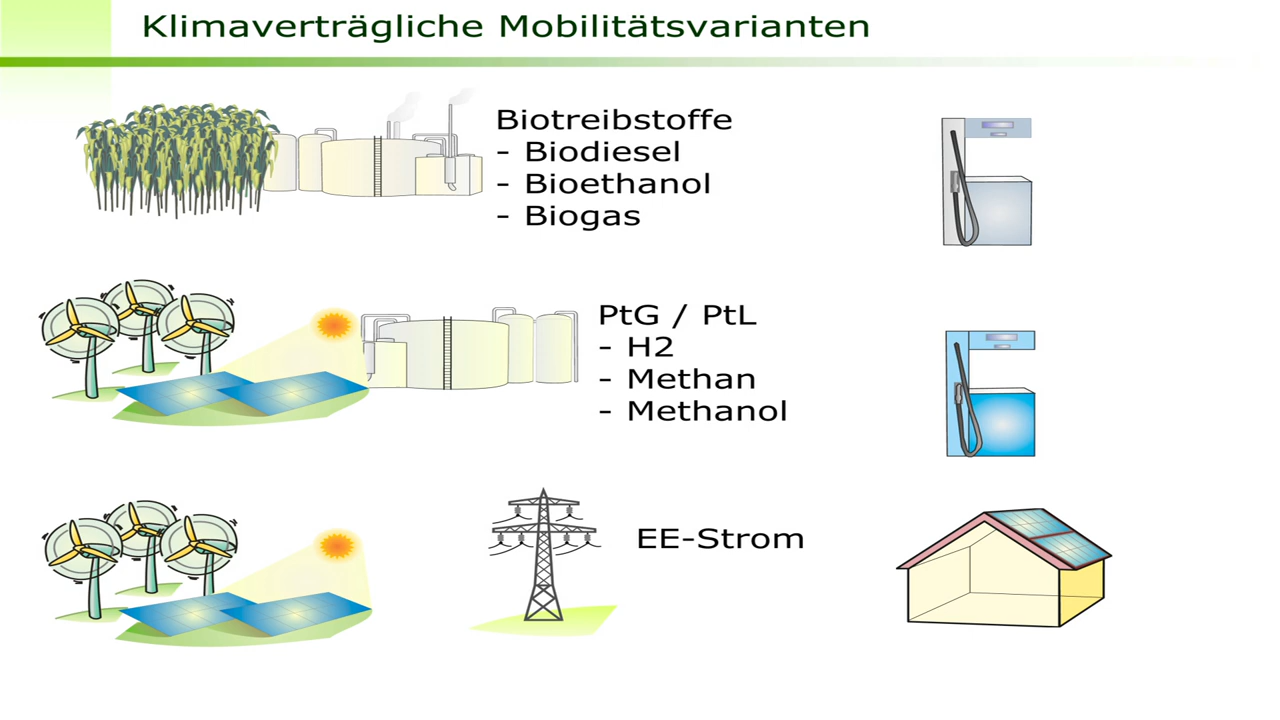 Klimaverträgliche Mobilitätsvarianten
Biotreibstoffe
- Biodiesel
- Bioethanol
- Biogas
PtG / PtL
- H2
- Methan
- Methanol
EE-Strom